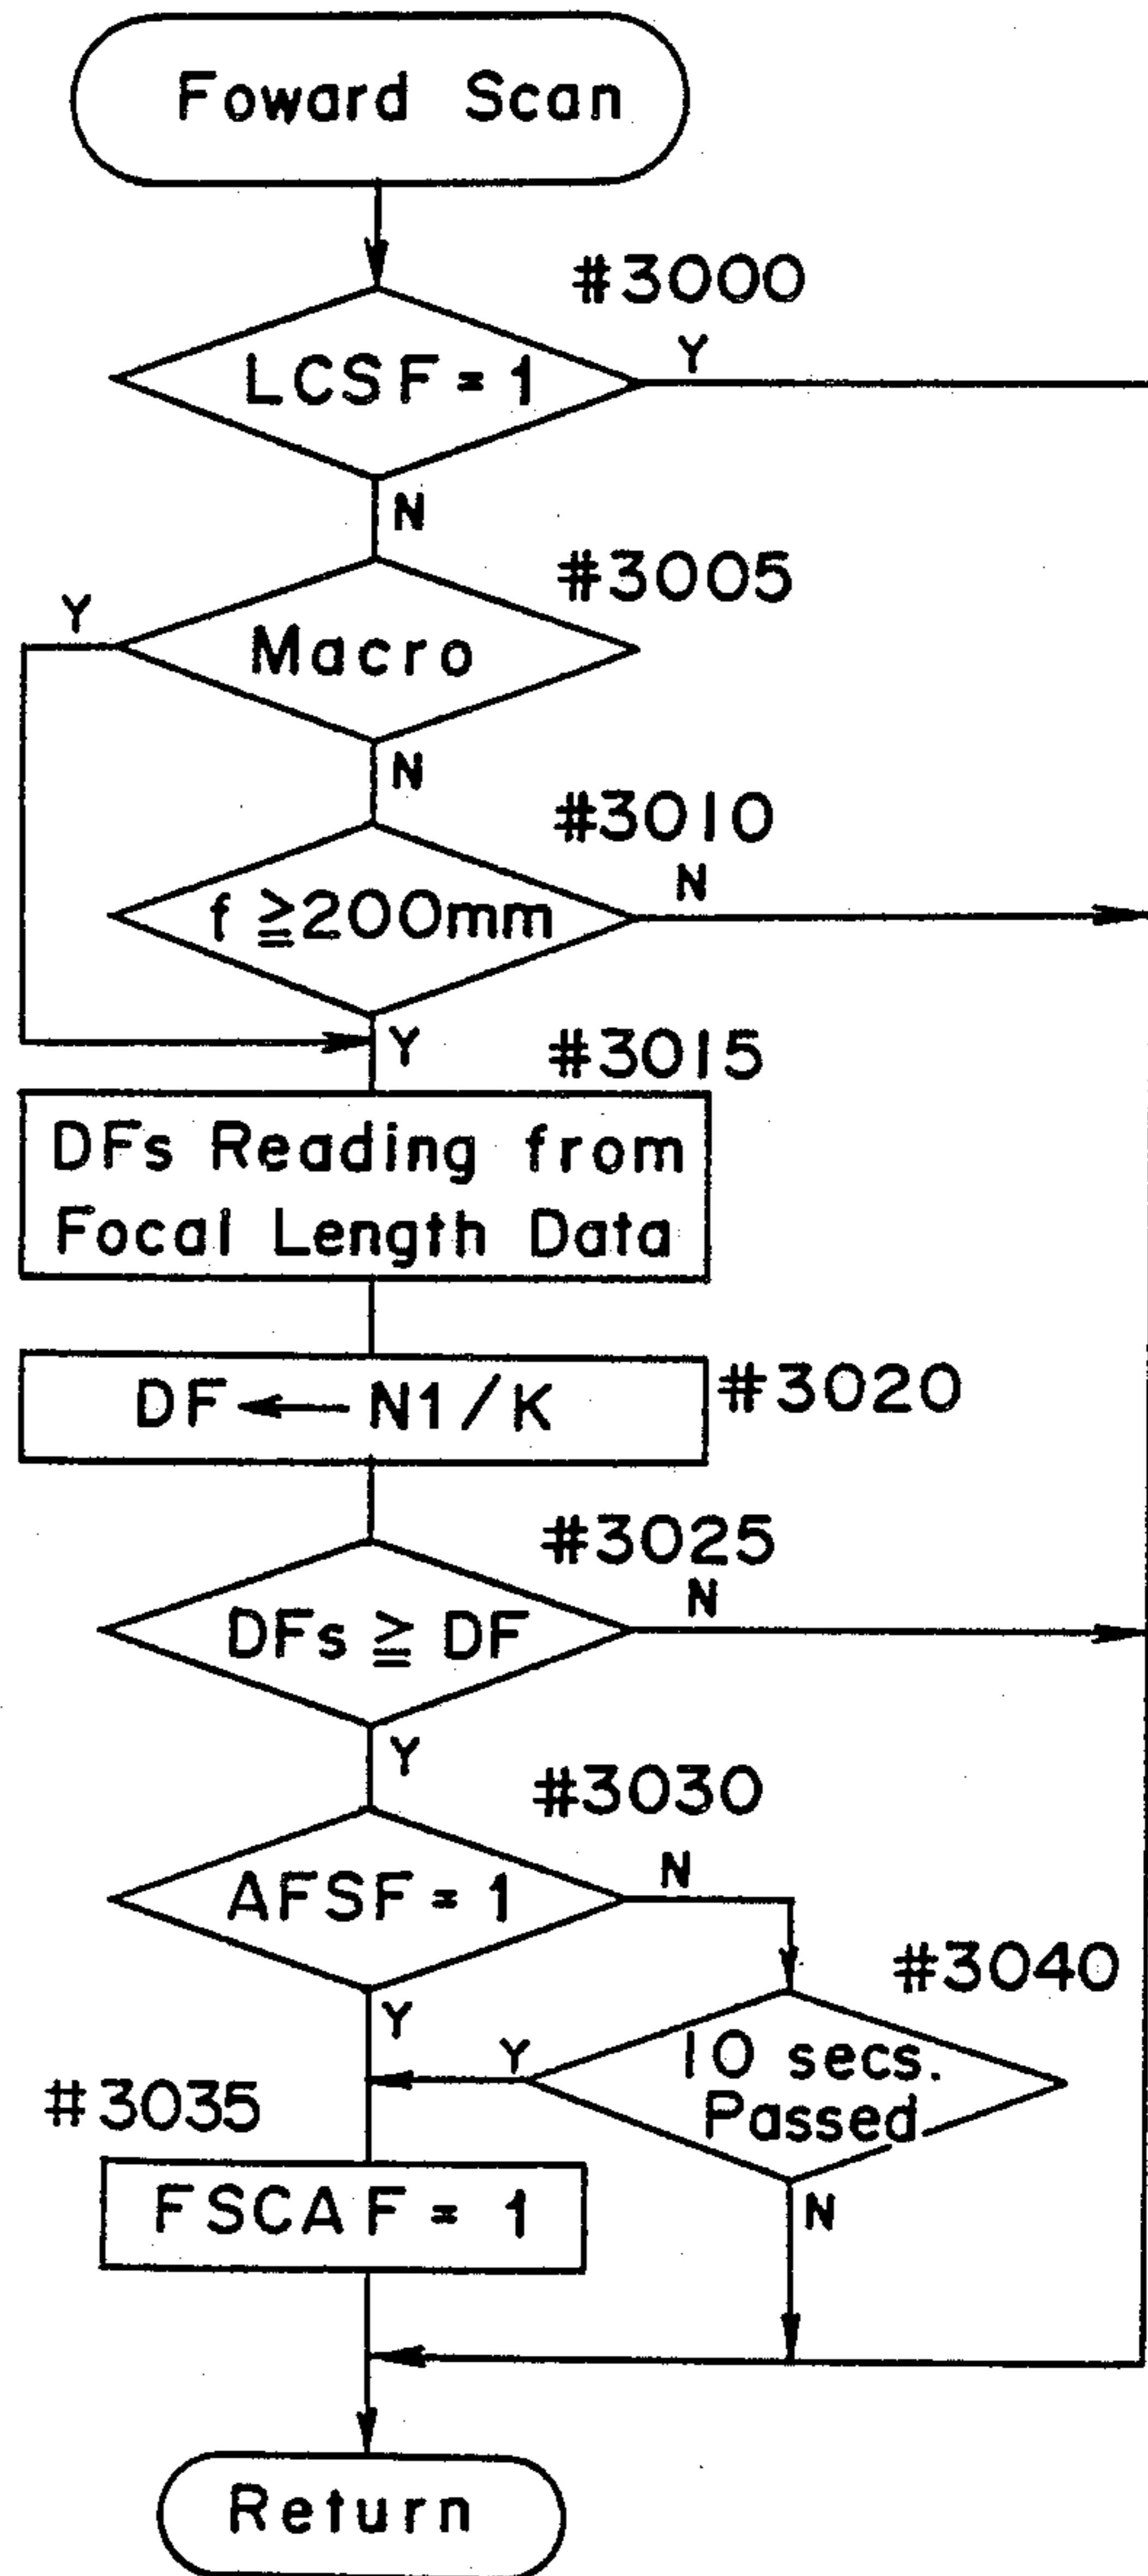 Foward Scan
#3000
LCSF = 1
Y
N
#3005
Y
Macro
N
#3010
N
f ≧ 200mm
Y
#3015
DFs Reading from
Focal Length Data
DF ← N1/K
#3020
#3025
N
DFs ≧ DF
Y
#3030
N
AFSF = 1
#3040
Y
Y
10 secs.
Passed
#3035
FSCAF = 1
N
Return